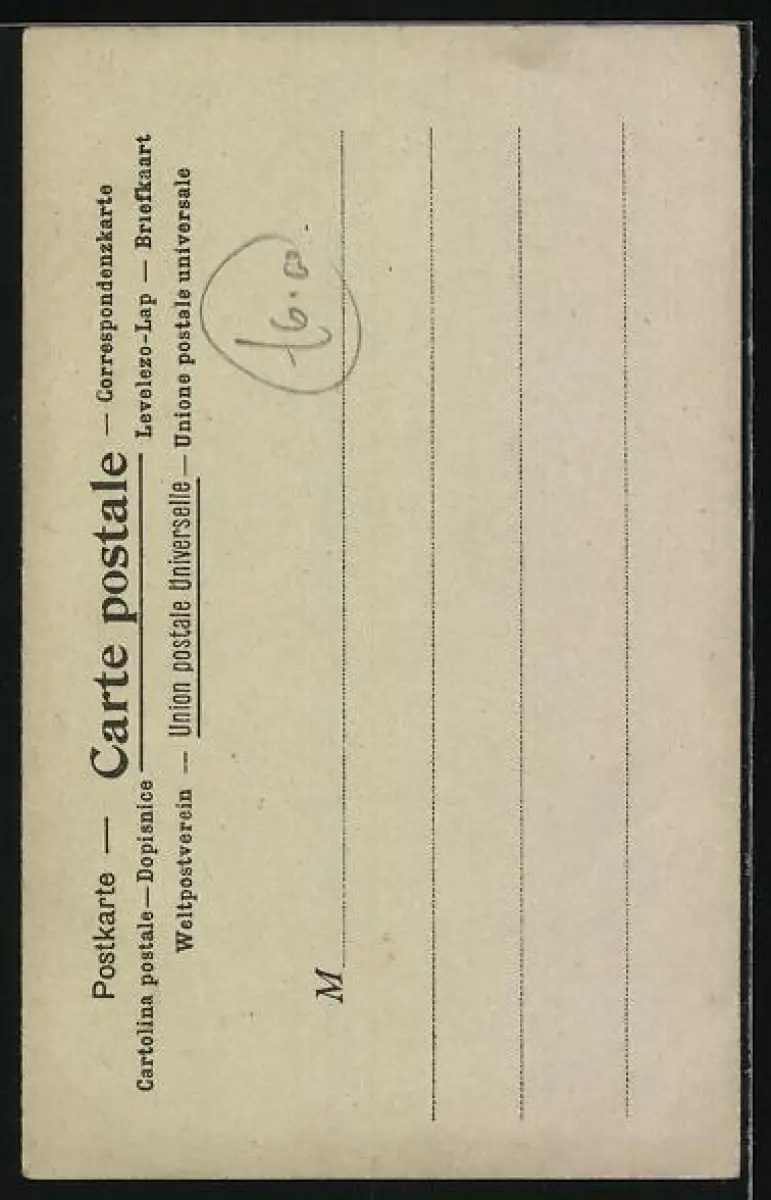 Postkarte — Carte postale — Correspondenzkarte
Cartolina postale — Dopisnice Levelezo-Lap — Briefkaart
Weltpostverein — Union postale Universelle — Unione postale universale
M